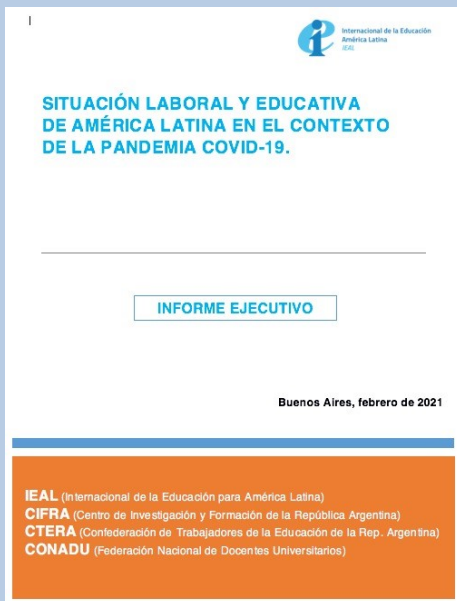 Internacional de la Educación
América Latina
IEAL
SITUACIÓN LABORAL Y EDUCATIVA
DE AMÉRICA LATINA EN EL CONTEXTO
DE LA PANDEMIA COVID-19.
INFORME EJECUTIVO
Buenos Aires, febrero de 2021
IEAL (Internacional de la Educación para América Latina)
CIFRA (Centro de Investigación y Formación de la República Argentina)
CTERA (Confederación de Trabajadores de la Educación de la Rep. Argentina)
CONADU (Federación Nacional de Docentes Universitarios)